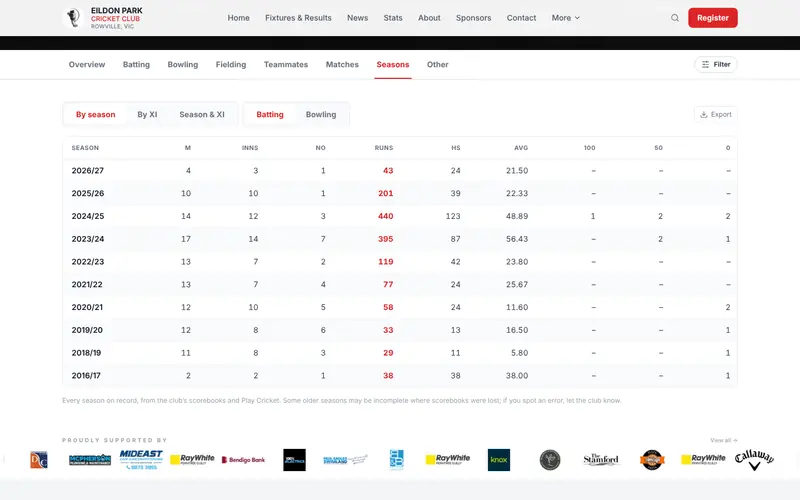 EILDON PARK
CRICKET CLUB
ROWVILLE, VIC
Home Fixtures & Results News Stats About Sponsors Contact More Register
Overview Batting Bowling Fielding Teammates Matches Seasons Other Filter
By season By XI Season & XI Batting Bowling Export
SEASON M INNS NO RUNS HS AVG 100 50 0
2026/27 4 3 1 43 24 21.50 – – –
2025/26 10 10 1 201 39 22.33 – – –
2024/25 14 12 3 440 123 48.89 1 2 2
2023/24 17 14 7 395 87 56.43 – 2 1
2022/23 13 7 2 119 42 23.80 – – –
2021/22 13 7 4 77 24 25.67 – – –
2020/21 12 10 5 58 24 11.60 – – 2
2019/20 12 8 6 33 13 16.50 – – 1
2018/19 11 8 3 29 11 5.80 – – 1
2016/17 2 2 1 38 38 38.00 – – 1
Every season on record, from the club's scorebooks and Play Cricket. Some older seasons may be incomplete where scorebooks were lost; if you spot an error, let the club know.
PROUDLY SUPPORTED BY View all →
MCPHERSON MIDEAST RayWhite Bendigo Bank RayWhite knox The Stamford RayWhite Callaway